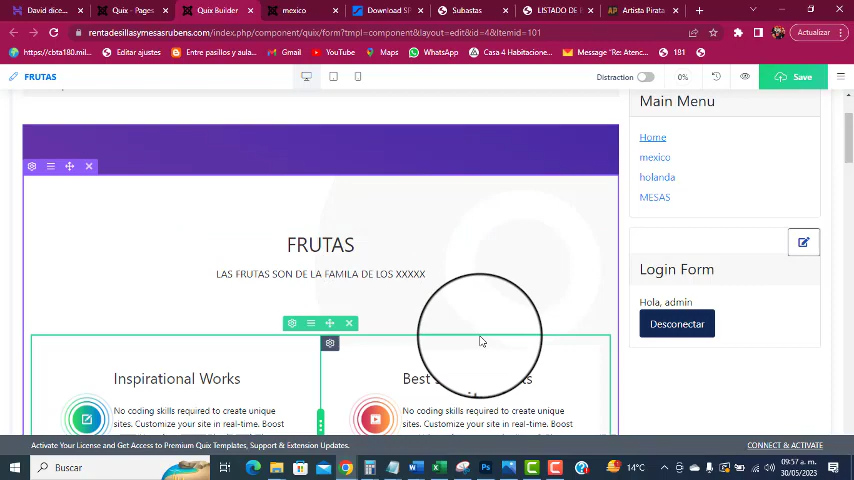 David dice...
Quix - Pages
Quix Builder
mexico
Download SP
Subastas
LISTADO DE B
Artista Pirata
rentadesillasymesasrubens.com/index.php/component/quix/form?tmpl=component&layout=edit&id=4&Itemid=101
Actualizar
https://cbta180.mil...
Editar ajustes
Entre pasillos y aula...
Gmail
YouTube
Maps
WhatsApp
Casa 4 Habitacione...
Message "Re: Atenc...
181
FRUTAS
Distraction
0%
Save
Main Menu
Home
mexico
holanda
MESAS
FRUTAS
LAS FRUTAS SON DE LA FAMILA DE LOS XXXXX
Login Form
Hola, admin
Desconectar
Inspirational Works
No coding skills required to create unique
sites. Customize your site in real-time. Boost
Best
No coding skills required to create unique
sites. Customize your site in real-time. Boost
Activate Your License and Get Access to Premium Quix Templates, Support & Extension Updates.
CONNECT & ACTIVATE
Buscar
14°C
09:57 a. m.
30/05/2023